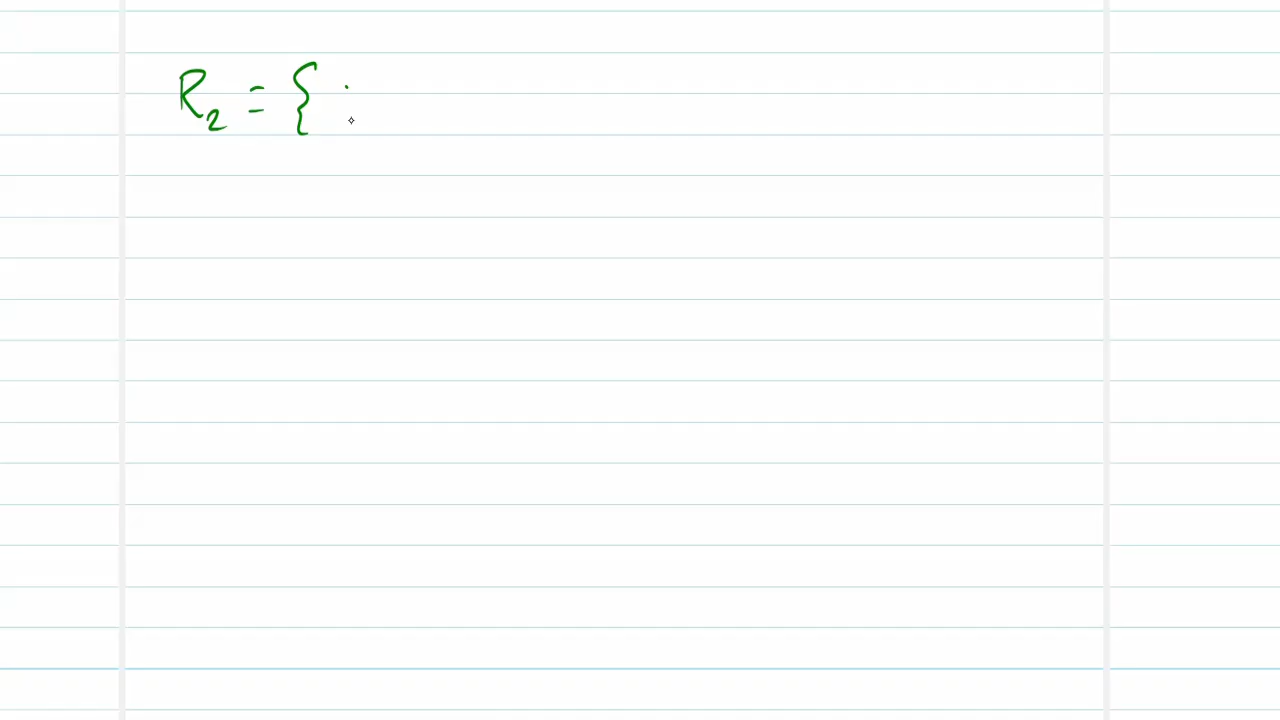 R₂ = {